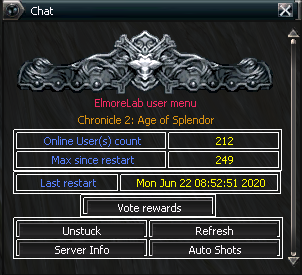 Chat
ElmoreLab user menu
Chronicle 2: Age of Splendor
Online User(s) count 212
Max since restart 249
Last restart Mon Jun 22 08:52:51 2020
Vote rewards
Unstuck Refresh
Server Info Auto Shots